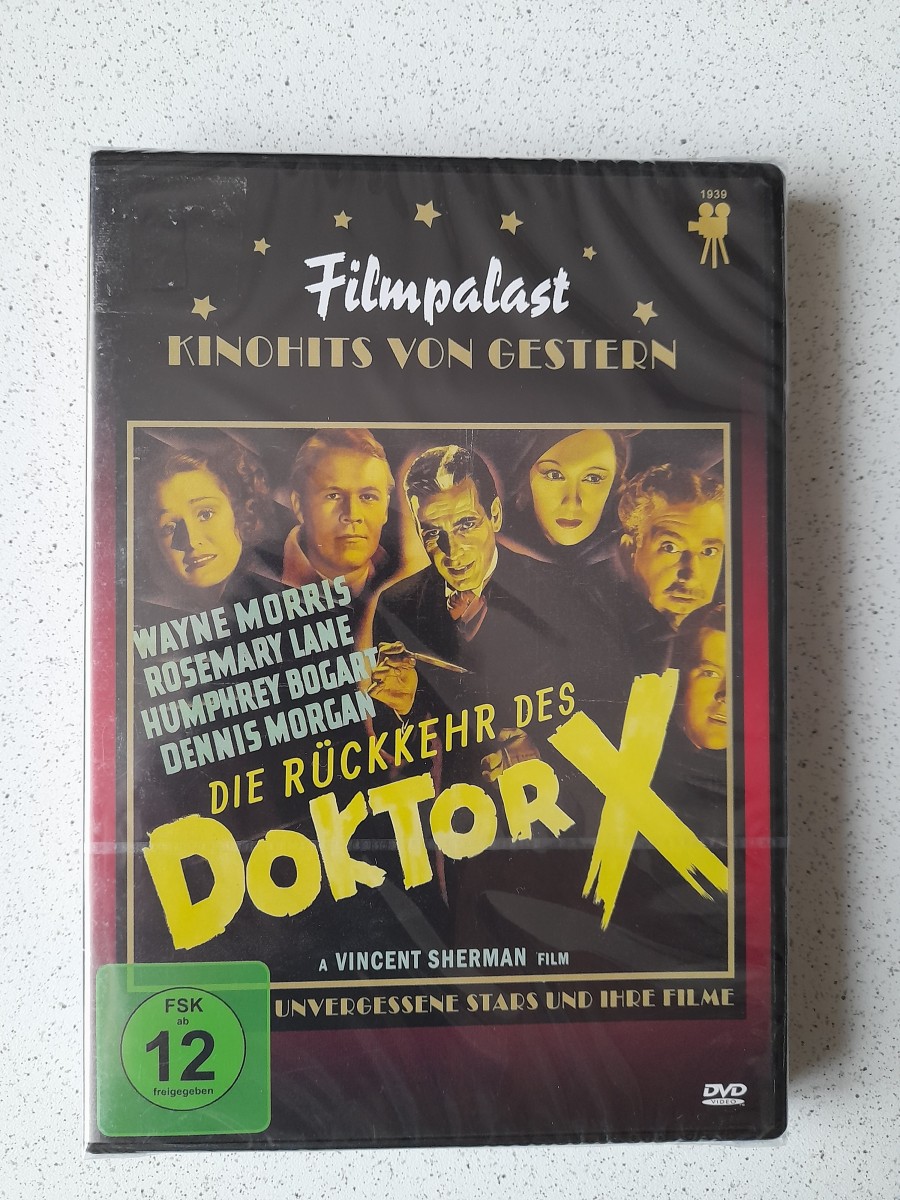 1939
Filmpalast
KINOHITS VON GESTERN
WAYNE MORRIS
ROSEMARY LANE
HUMPHREY BOGART
DENNIS MORGAN
DIE RÜCKKEHR DES
DOKTOR X
A VINCENT SHERMAN FILM
UNVERGESSENE STARS UND IHRE FILME
FSK
ab
12
freigegeben
DVD
VIDEO